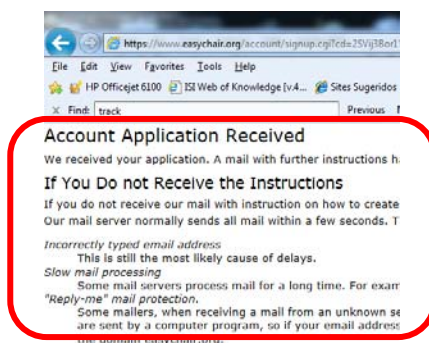 https://www.easychair.org/account/signup.cgi?cd=2SVij3Bor1
File Edit View Favorites Tools Help
HP Officejet 6100 ISI Web of Knowledge [v.4... Sites Sugeridos
x Find: track Previous
Account Application Received
We received your application. A mail with further instructions h
If You Do not Receive the Instructions
If you do not receive our mail with instruction on how to create
Our mail server normally sends all mail within a few seconds. T
Incorrectly typed email address
This is still the most likely cause of delays.
Slow mail processing
Some mail servers process mail for a long time. For exam
"Reply-me" mail protection.
Some mailers, when receiving a mail from an unknown se
are sent by a computer program, so if your email address
the domain easychair.org.